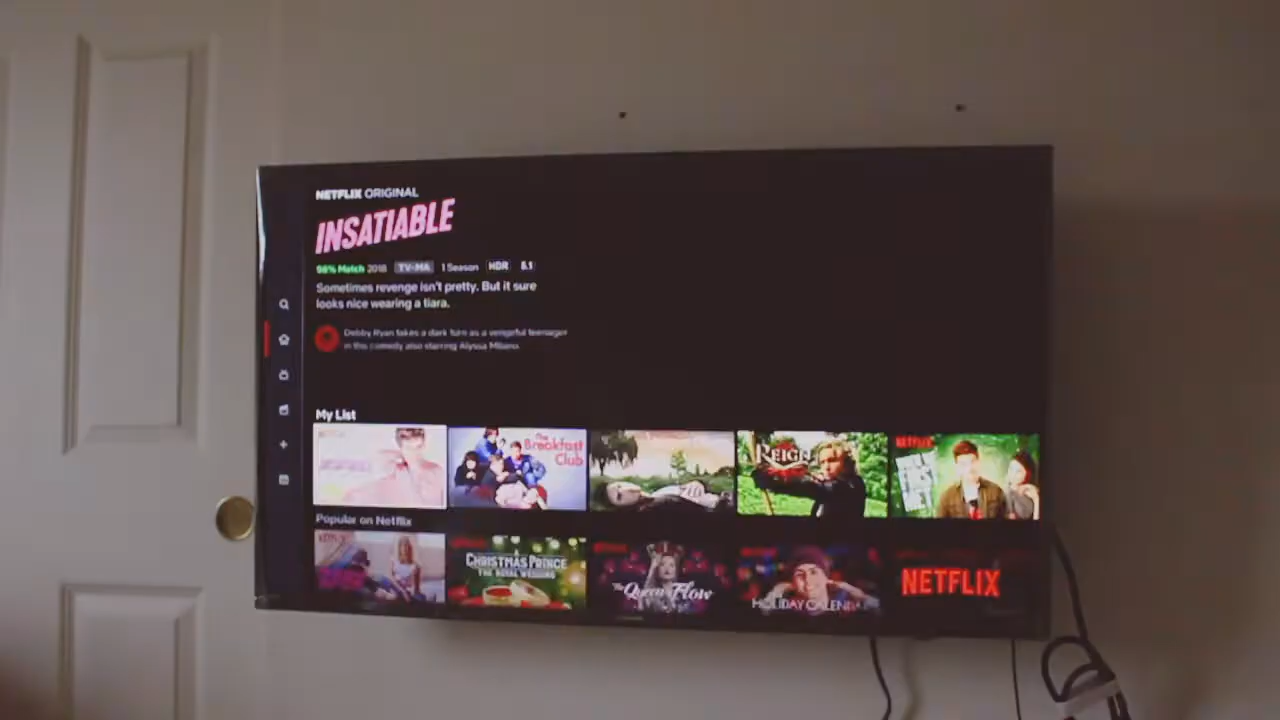 NETFLIX ORIGINAL
INSATIABLE
98% Match 2018 TV-MA 1 Season HDR 5.1
Sometimes revenge isn't pretty. But it sure
looks nice wearing a tiara.
Debby Ryan takes a dark turn as a vengeful teenager
in this comedy also starring Alyssa Milano.
My List
The Breakfast
Club
REIGN
NETFLIX
Popular on Netflix
NETFLIX
CHRISTMAS PRINCE
THE ROYAL WEDDING
The Queen of Flow
HOLIDAY CALENDAR
NETFLIX